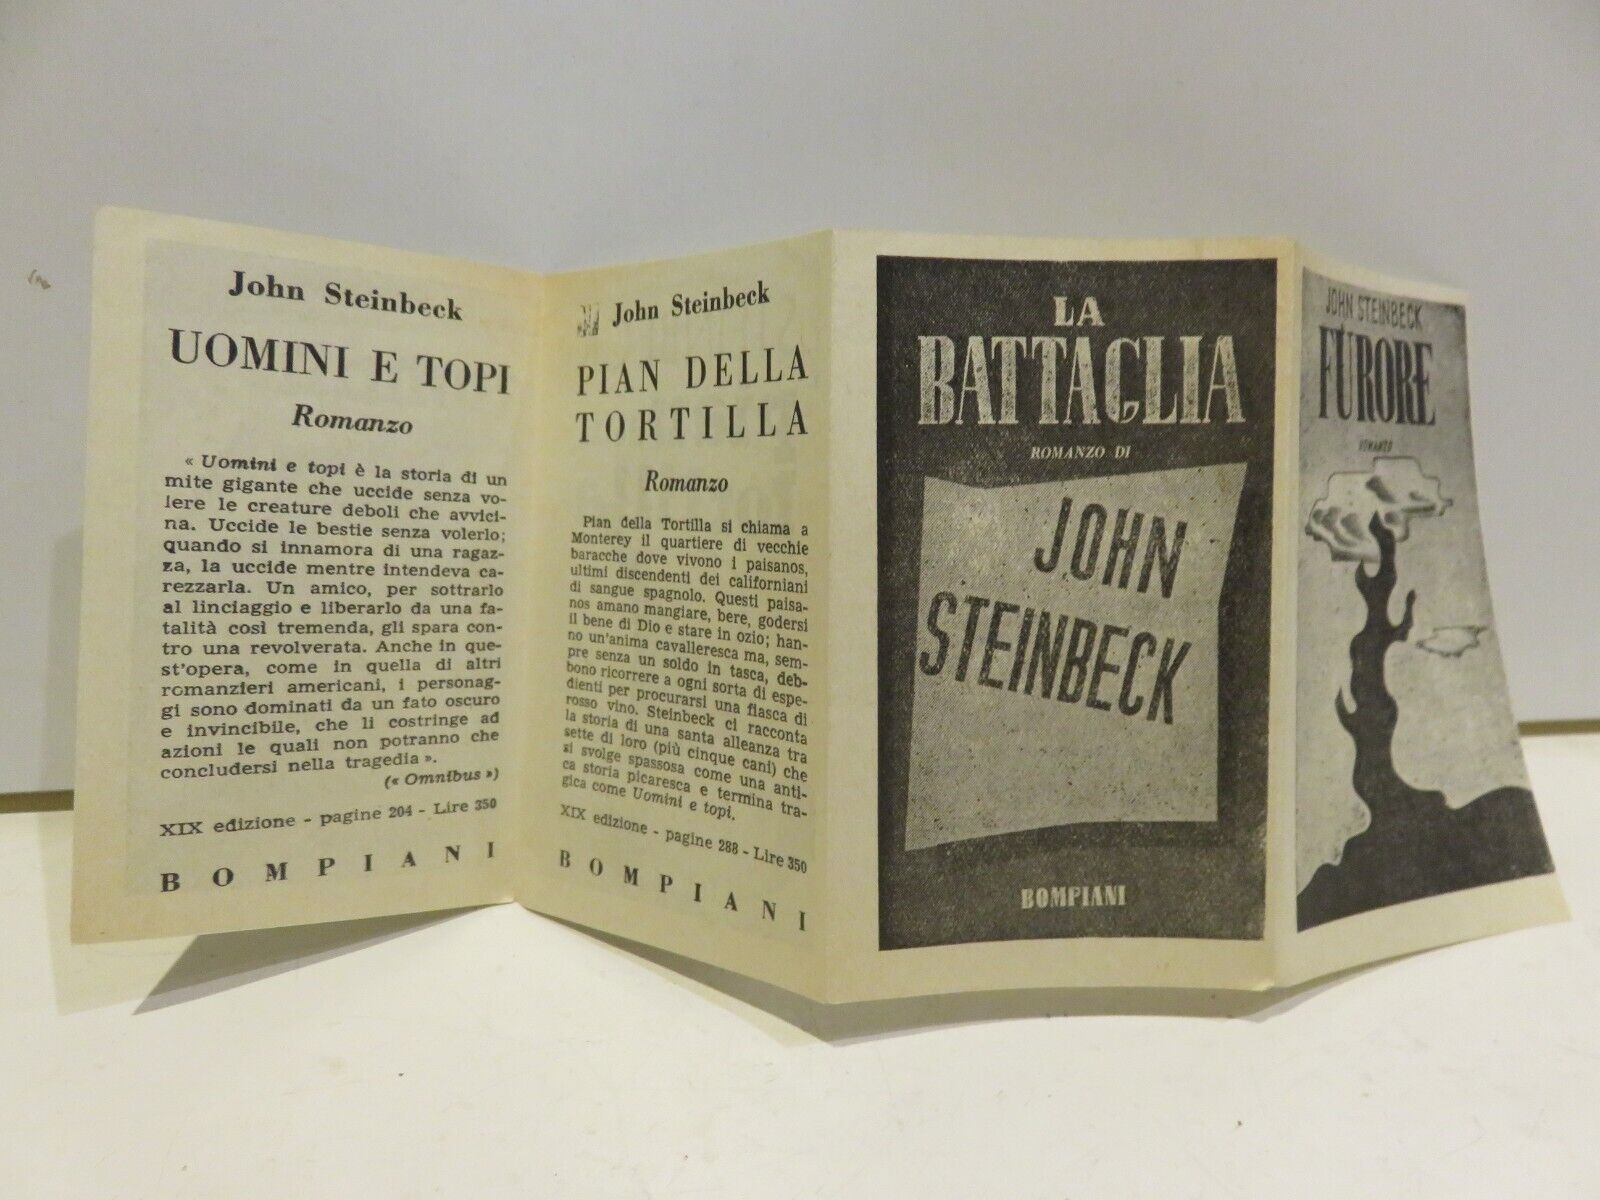 John Steinbeck
UOMINI E TOPI
Romanzo
« Uomini e topi è la storia di un
mite gigante che uccide senza vo-
lere le creature deboli che avvici-
na. Uccide le bestie senza volerlo;
quando si innamora di una ragaz-
za, la uccide mentre intendeva ca-
rezzarla. Un amico, per sottrarlo
al linciaggio e liberarlo da una fa-
talità così tremenda, gli spara con-
tro una revolverata. Anche in que-
st'opera, come in quella di altri
romanzieri americani, i personag-
gi sono dominati da un fato oscuro
e invincibile, che li costringe ad
azioni le quali non potranno che
concludersi nella tragedia ».
(« Omnibus »)
XIX edizione - pagine 204 - Lire 350
BOMPIANI
John Steinbeck
PIAN DELLA
TORTILLA
Romanzo
Pian della Tortilla si chiama a
Monterey il quartiere di vecchie
baracche dove vivono i paisanos,
ultimi discendenti dei californiani
di sangue spagnolo. Questi paisa-
nos amano mangiare, bere, godersi
il bene di Dio e stare in ozio; han-
no un'anima cavalleresca ma, sem-
pre senza un soldo in tasca, deb-
bono ricorrere a ogni sorta di espe-
dienti per procurarsi una fiasca di
rosso vino. Steinbeck ci racconta
la storia di una santa alleanza tra
sette di loro (più cinque cani) che
si svolge spassosa come una anti-
ca storia picaresca e termina tra-
gica come Uomini e topi.
XIX edizione - pagine 288 - Lire 350
BOMPIANI
LA
BATTAGLIA
ROMANZO DI
JOHN
STEINBECK
BOMPIANI
JOHN STEINBECK
FURORE
ROMANZO